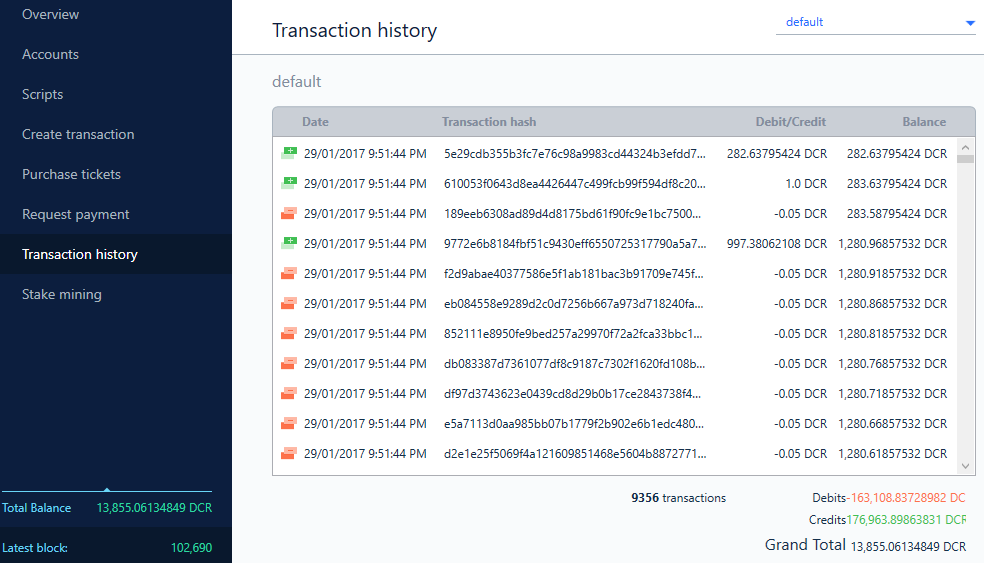 Overview
Accounts
Scripts
Create transaction
Purchase tickets
Request payment
Transaction history
Stake mining
Total Balance 13,855.06134849 DCR
Latest block: 102,690
Transaction history
default
default
Date Transaction hash Debit/Credit Balance
29/01/2017 9:51:44 PM 5e29cdb355b3fc7e76c98a9983cd44324b3efdd7... 282.63795424 DCR 282.63795424 DCR
29/01/2017 9:51:44 PM 610053f0643d8ea4426447c499fcb99f594df8c20... 1.0 DCR 283.63795424 DCR
29/01/2017 9:51:44 PM 189eeb6308ad89d4d8175bd61f90fc9e1bc7500... -0.05 DCR 283.58795424 DCR
29/01/2017 9:51:44 PM 9772e6b8184fbf51c9430eff6550725317790a5a7... 997.38062108 DCR 1,280.96857532 DCR
29/01/2017 9:51:44 PM f2d9abae40377586e5f1ab181bac3b91709e745f... -0.05 DCR 1,280.91857532 DCR
29/01/2017 9:51:44 PM eb084558e9289d2c0d7256b667a973d718240fa... -0.05 DCR 1,280.86857532 DCR
29/01/2017 9:51:44 PM 852111e8950fe9bed257a29970f72a2fca33bbc1... -0.05 DCR 1,280.81857532 DCR
29/01/2017 9:51:44 PM db083387d7361077df8c9187c7302f1620fd108b... -0.05 DCR 1,280.76857532 DCR
29/01/2017 9:51:44 PM df97d3743623e0439cd8d29b0b17ce2843738f4... -0.05 DCR 1,280.71857532 DCR
29/01/2017 9:51:44 PM e5a7113d0aa985bb07b1779f2b902e6b1edc480... -0.05 DCR 1,280.66857532 DCR
29/01/2017 9:51:44 PM d2e1e25f5069f4a121609851468e5604b8872771... -0.05 DCR 1,280.61857532 DCR
9356 transactions Debits -163,108.83728982 DC
Credits 176,963.89863831 DCR
Grand Total 13,855.06134849 DCR